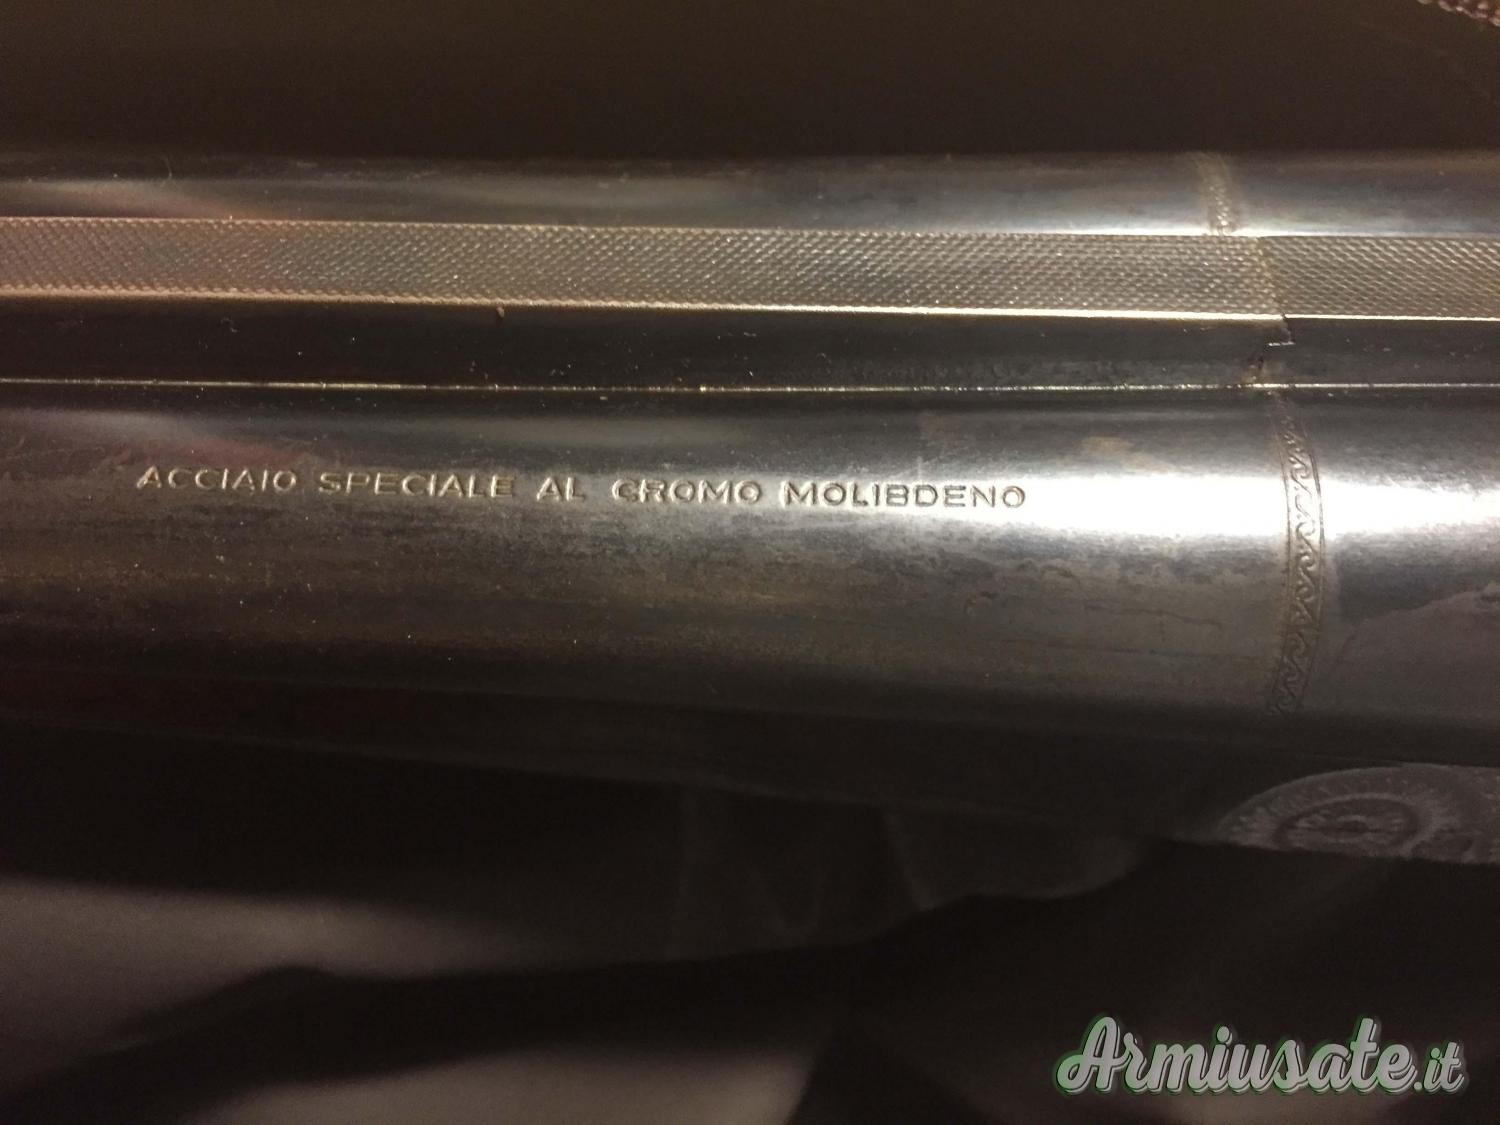 ACCIAIO SPECIALE AL CROMO MOLIBDENO
Armiusate.it